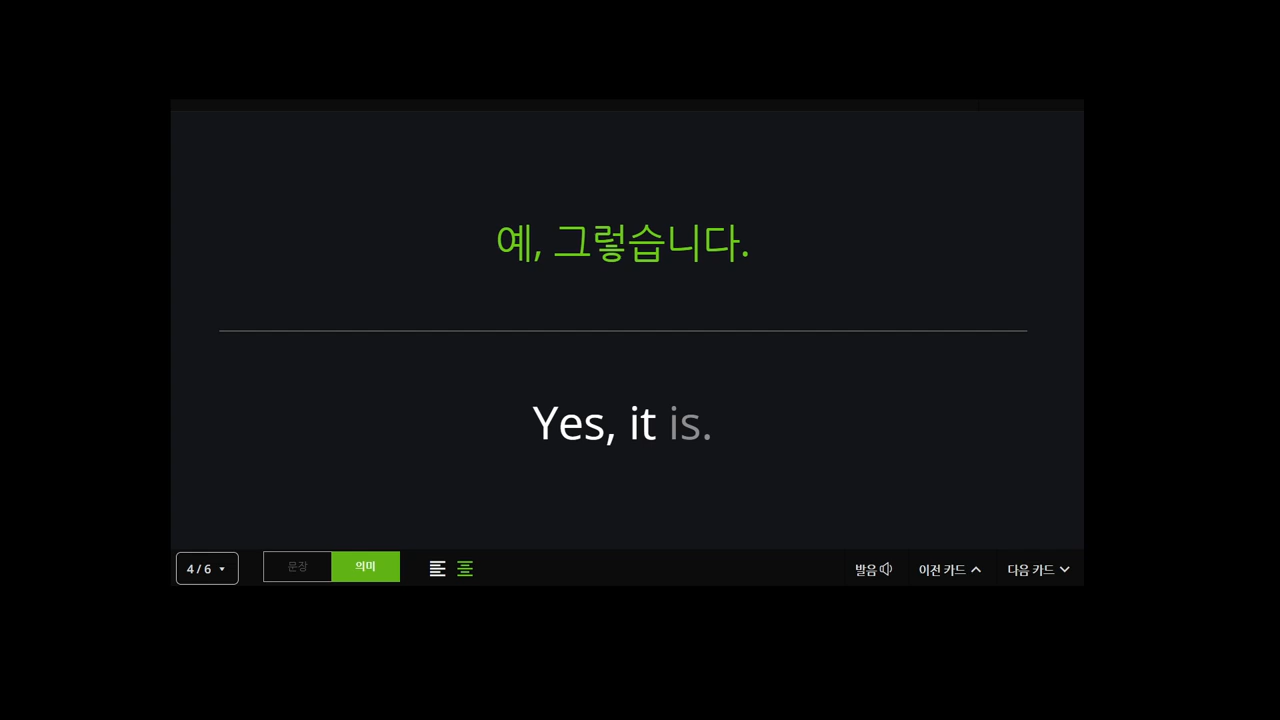 예, 그렇습니다.
Yes, it is.
4 / 6 문장 의미 발음 이전 카드 다음 카드